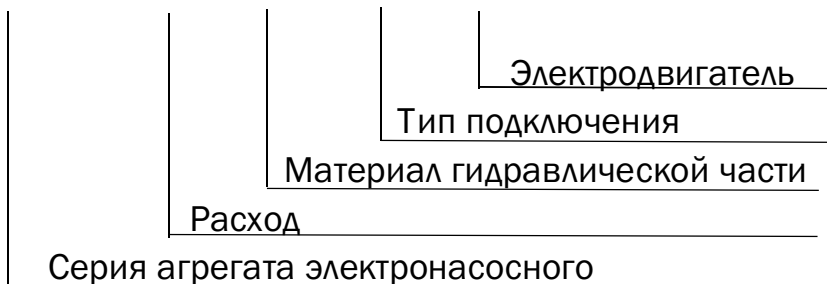 Электродвигатель
Тип подключения
Материал гидравлической части
Расход
Серия агрегата электронасосного